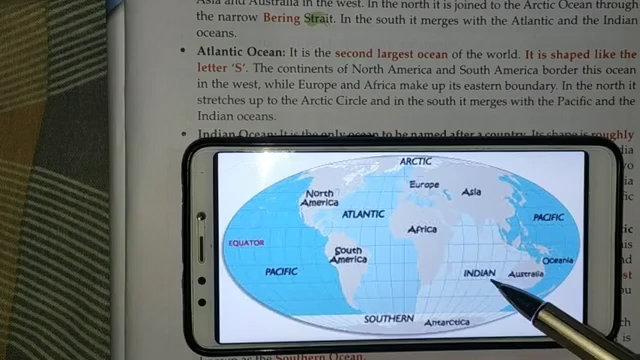 Asia and Australia in the west. In the north it is joined to the Arctic Ocean through
the narrow Bering Strait. In the south it merges with the Atlantic and the Indian
oceans.
• Atlantic Ocean: It is the second largest ocean of the world. It is shaped like the
letter 'S'. The continents of North America and South America border this ocean
in the west, while Europe and Africa make up its eastern boundary. In the north it
stretches up to the Arctic Circle and in the south it merges with the Pacific and the
Indian oceans.
• Indian Ocean: It is the only ocean to be named after a country. Its shape is roughly
ARCTIC
North
America
Europe
Asia
ATLANTIC
PACIFIC
Africa
EQUATOR
South
America
Oceania
PACIFIC
INDIAN
Australia
SOUTHERN
Antarctica
Southern Ocean.